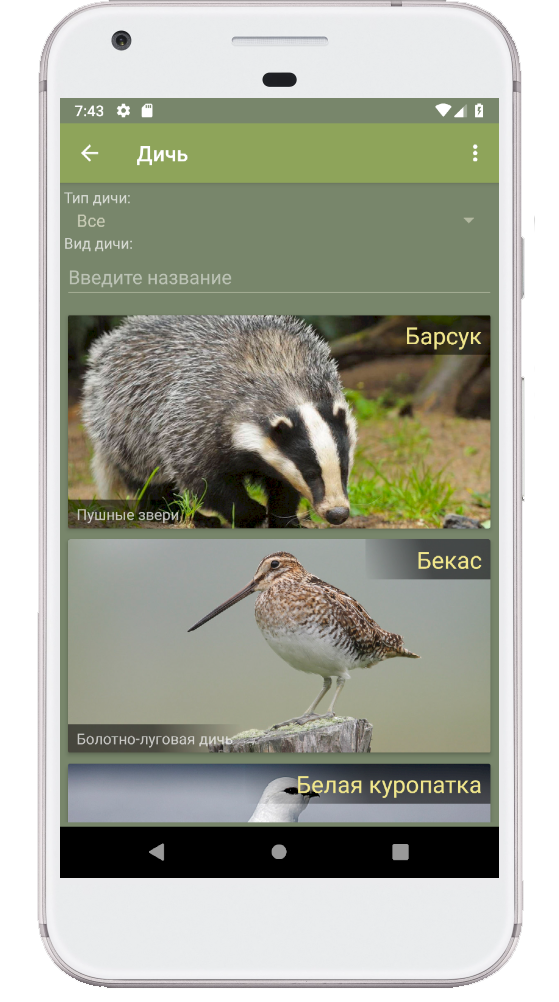 7:43
Дичь
Тип дичи:
Все
Вид дичи:
Введите название
Барсук
Пушные звери
Бекас
Болотно-луговая дичь
Белая куропатка